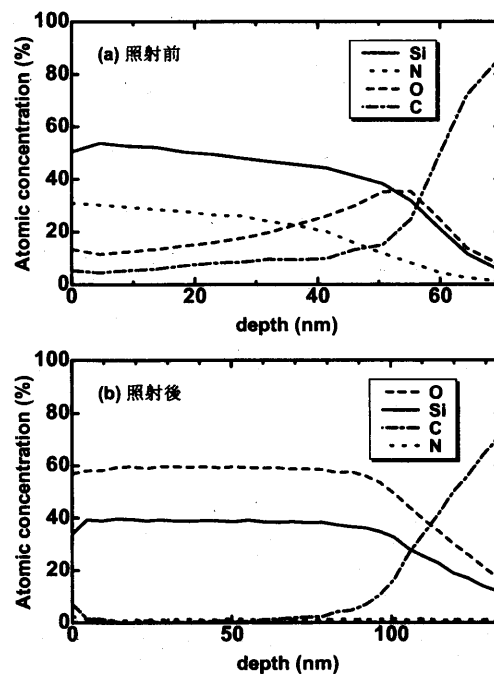 100
80
60
40
20
0
Atomic concentration (%)
(a) 照射前
Si
N
O
C
0
20
40
60
depth (nm)
100
80
60
40
20
0
Atomic concentration (%)
(b) 照射後
O
Si
C
N
0
50
100
depth (nm)